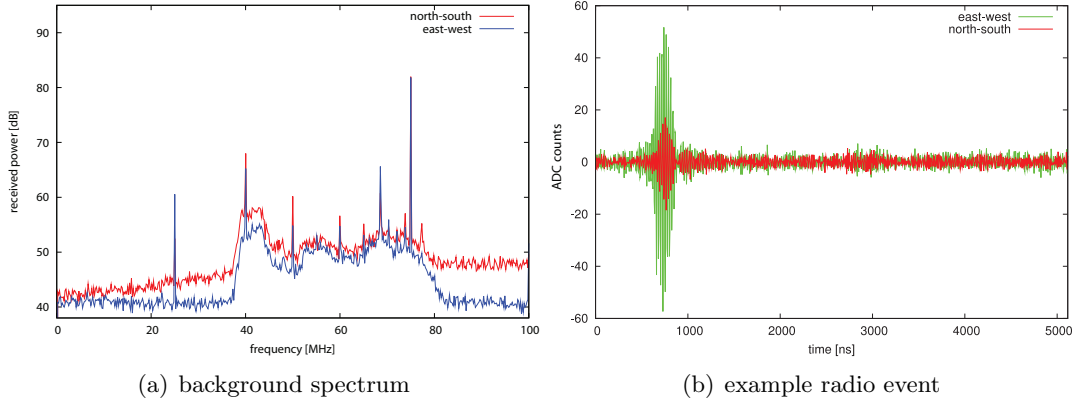 north-south
east-west
received power [dB]
90
80
70
60
50
40
0
20
40
60
80
100
frequency [MHz]
(a) background spectrum
east-west
north-south
ADC counts
60
40
20
0
-20
-40
-60
0
1000
2000
3000
4000
5000
time [ns]
(b) example radio event